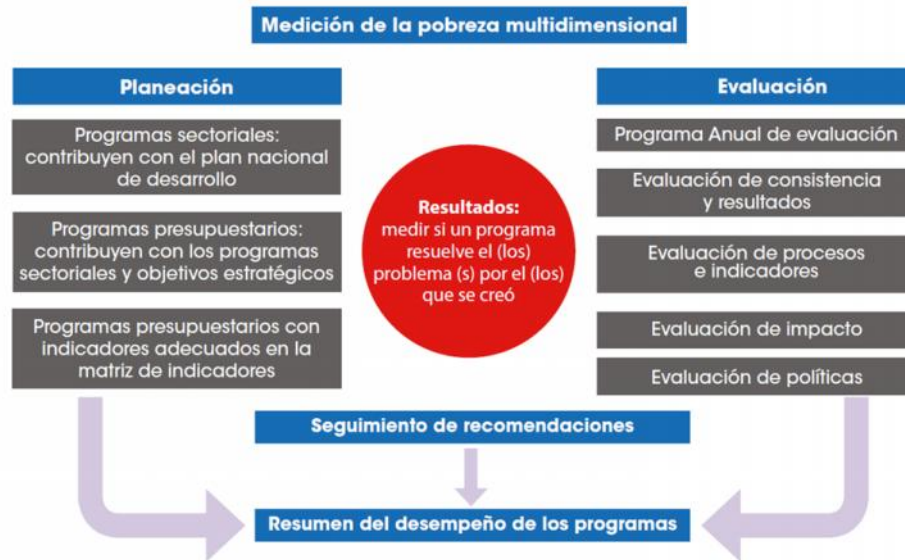 Medición de la pobreza multidimensional
Planeación
Programas sectoriales:
contribuyen con el plan nacional
de desarrollo
Programas presupuestarios:
contribuyen con los programas
sectoriales y objetivos estratégicos
Programas presupuestarios con
indicadores adecuados en la
matriz de indicadores
Resultados:
medir si un programa
resuelve el (los)
problema (s) por el (los)
que se creó
Evaluación
Programa Anual de evaluación
Evaluación de consistencia
y resultados
Evaluación de procesos
e indicadores
Evaluación de impacto
Evaluación de políticas
Seguimiento de recomendaciones
Resumen del desempeño de los programas